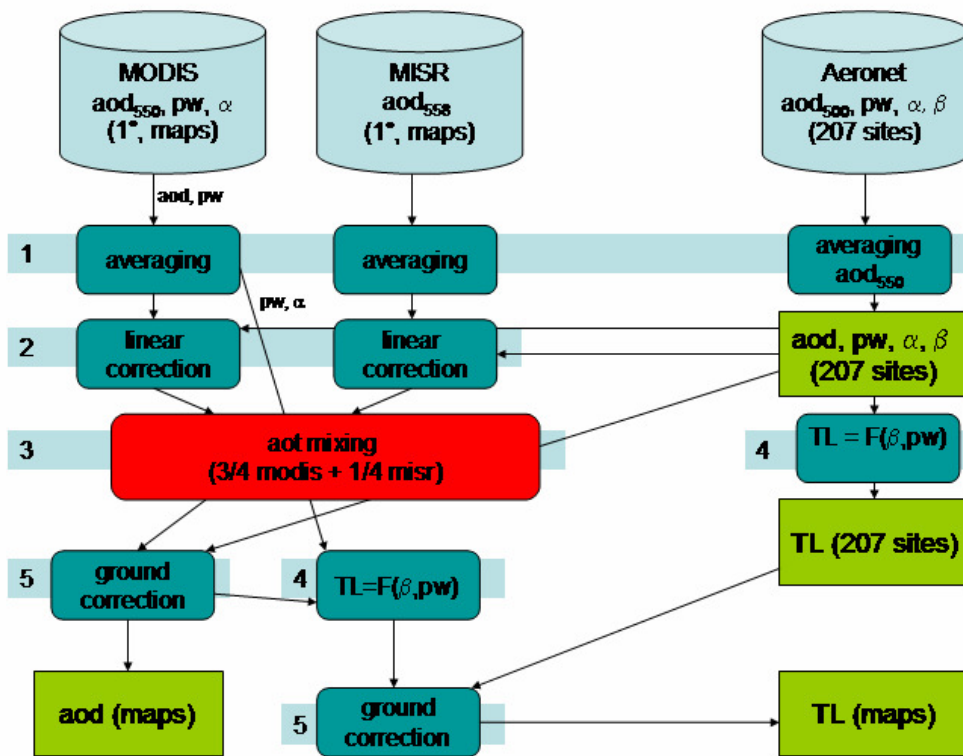 MODIS
aod550, pw, α
(1°, maps)
MISR
aod558
(1°, maps)
Aeronet
aod500, pw, α, β
(207 sites)
aod, pw
1
averaging
averaging
averaging
aod550
pw, α
2
linear
correction
linear
correction
aod, pw, α, β
(207 sites)
3
aot mixing
(3/4 modis + 1/4 misr)
4
TL = F(β,pw)
TL (207 sites)
5
ground
correction
4
TL=F(β,pw)
aod (maps)
5
ground
correction
TL (maps)